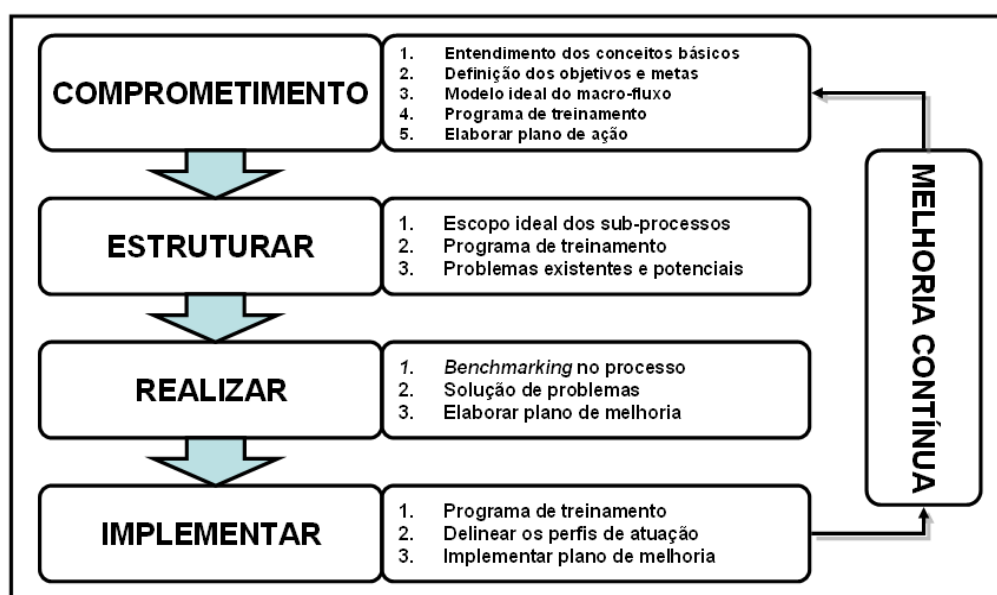 COMPROMETIMENTO
1. Entendimento dos conceitos básicos
2. Definição dos objetivos e metas
3. Modelo ideal do macro-fluxo
4. Programa de treinamento
5. Elaborar plano de ação
ESTRUTURAR
1. Escopo ideal dos sub-processos
2. Programa de treinamento
3. Problemas existentes e potenciais
REALIZAR
1. Benchmarking no processo
2. Solução de problemas
3. Elaborar plano de melhoria
IMPLEMENTAR
1. Programa de treinamento
2. Delinear os perfis de atuação
3. Implementar plano de melhoria
MELHORIA CONTÍNUA